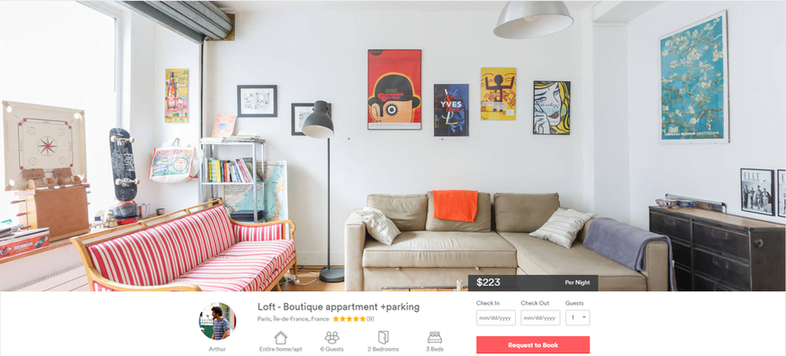 YVES
ELLE
$223
Per Night
Loft - Boutique appartment +parking
Paris, Île-de-France, France
(9)
Check In
Check Out
Guests
mm/dd/yyyy
mm/dd/yyyy
1
Arthur
Entire home/apt
6 Guests
2 Bedrooms
3 Beds
Request to Book